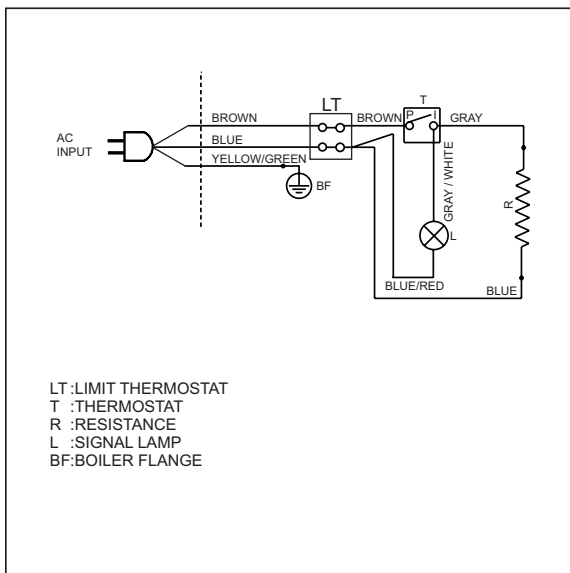 LT
T
BROWN
BROWN
P
I
GRAY
AC
INPUT
BLUE
YELLOW/GREEN
BF
GRAY / WHITE
R
L
BLUE/RED
BLUE
LT :LIMIT THERMOSTAT
T :THERMOSTAT
R :RESISTANCE
L :SIGNAL LAMP
BF:BOILER FLANGE